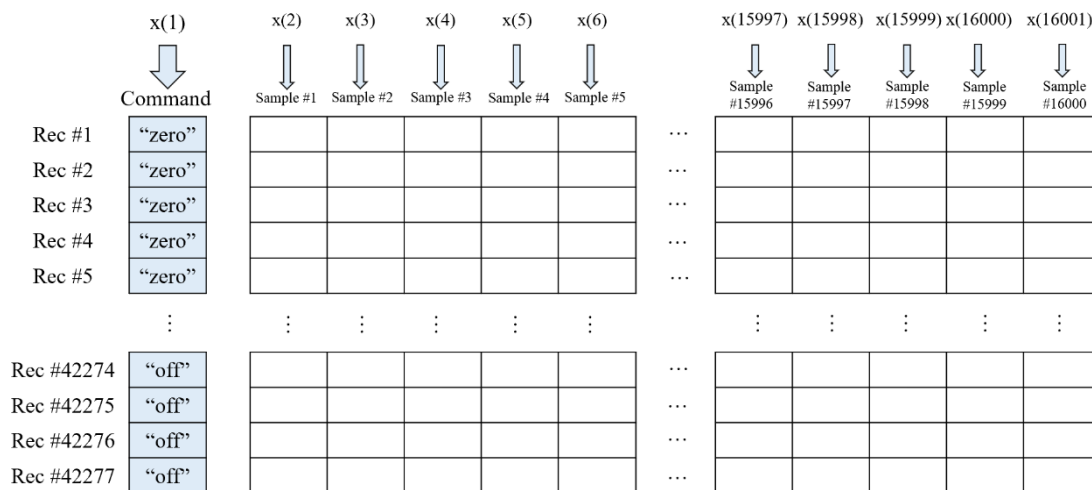 x(1) x(2) x(3) x(4) x(5) x(6) x(15997) x(15998) x(15999) x(16000) x(16001)
Command Sample #1 Sample #2 Sample #3 Sample #4 Sample #5 Sample #15996 Sample #15997 Sample #15998 Sample #15999 Sample #16000
Rec #1 “zero” ...
Rec #2 “zero” ...
Rec #3 “zero” ...
Rec #4 “zero” ...
Rec #5 “zero” ...
⋮ ⋮ ⋮ ⋮ ⋮ ⋮ ⋮ ⋮ ⋮ ⋮ ⋮
Rec #42274 “off” ...
Rec #42275 “off” ...
Rec #42276 “off” ...
Rec #42277 “off” ...